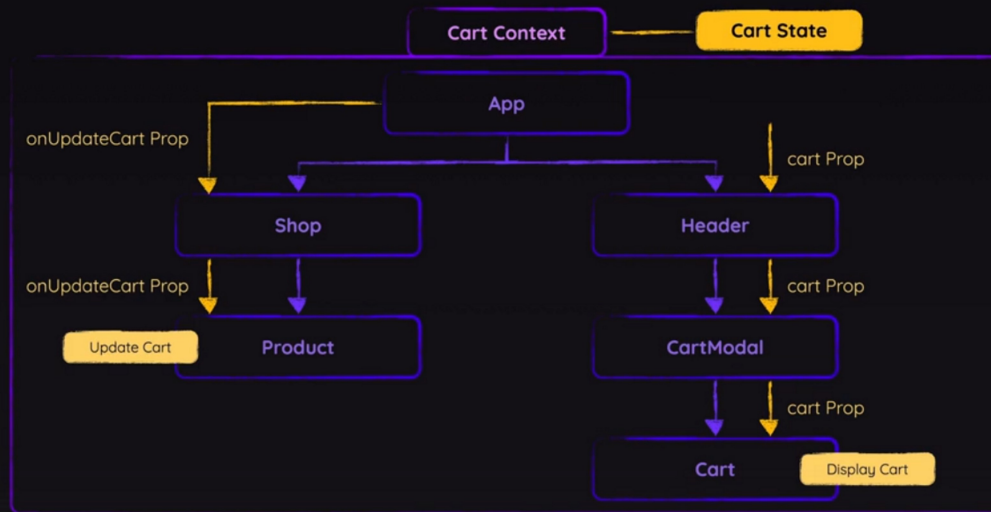 Cart Context
Cart State
App
onUpdateCart Prop
cart Prop
Shop
Header
onUpdateCart Prop
cart Prop
Update Cart
Product
CartModal
cart Prop
Cart
Display Cart